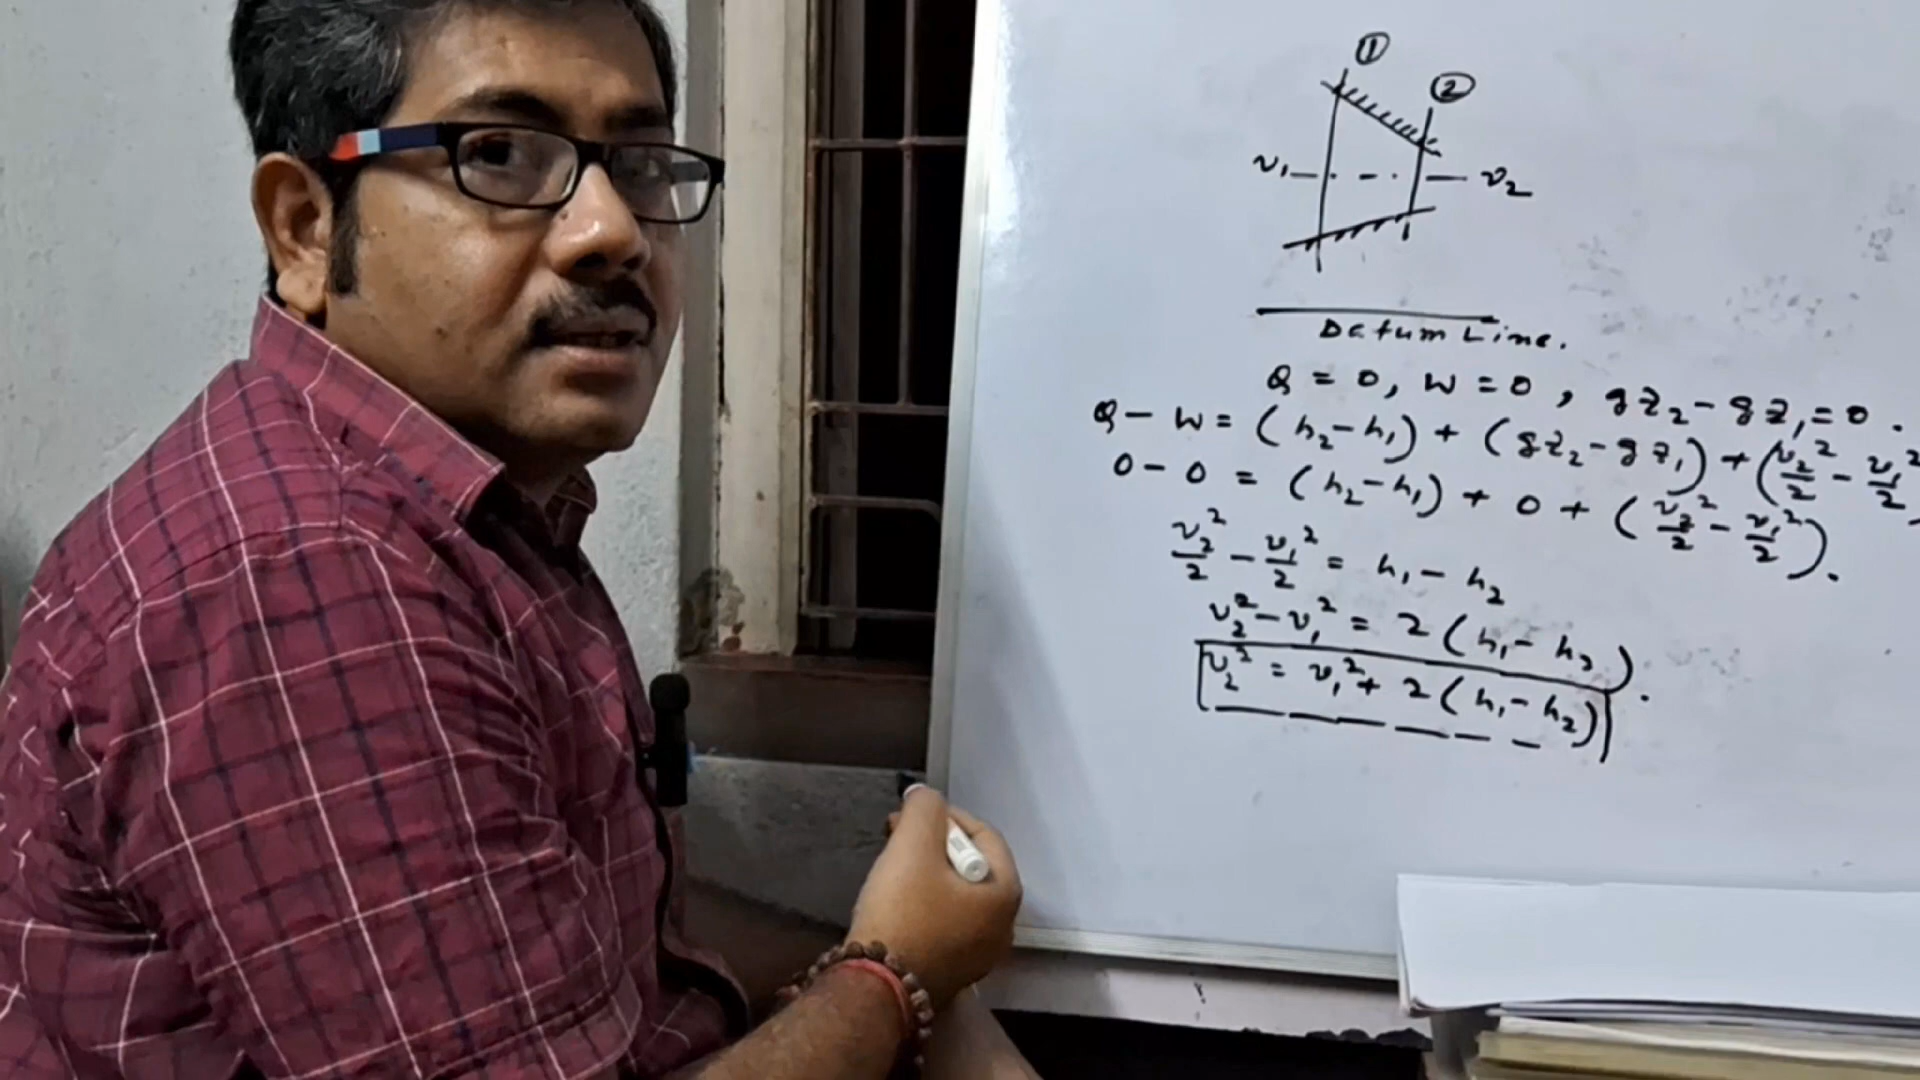 ①
②
v₁
v₂
Datum Line.
Q = 0, W = 0, gz₂ - gz₁ = 0.
Q - W = (h₂-h₁) + (gz₂-gz₁) + (v₂²/2 - v₁²/2)
0 - 0 = (h₂-h₁) + 0 + (v₂²/2 - v₁²/2).
v₂²/2 - v₁²/2 = h₁ - h₂
v₂² - v₁² = 2(h₁ - h₂).
v₂² = v₁² + 2(h₁ - h₂)